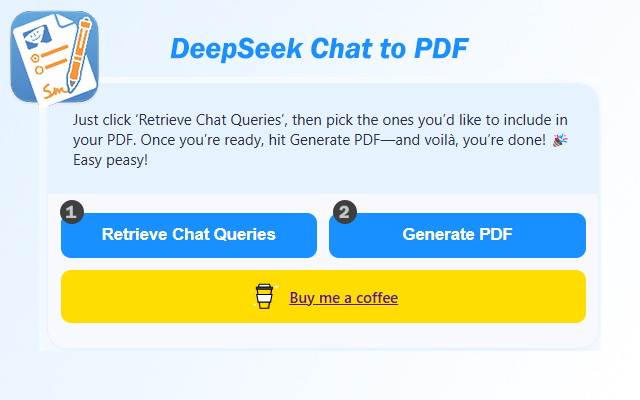 DeepSeek Chat to PDF
Just click ‘Retrieve Chat Queries’, then pick the ones you’d like to include in
your PDF. Once you’re ready, hit Generate PDF—and voilà, you’re done! 🎉
Easy peasy!
1
Retrieve Chat Queries
2
Generate PDF
Buy me a coffee